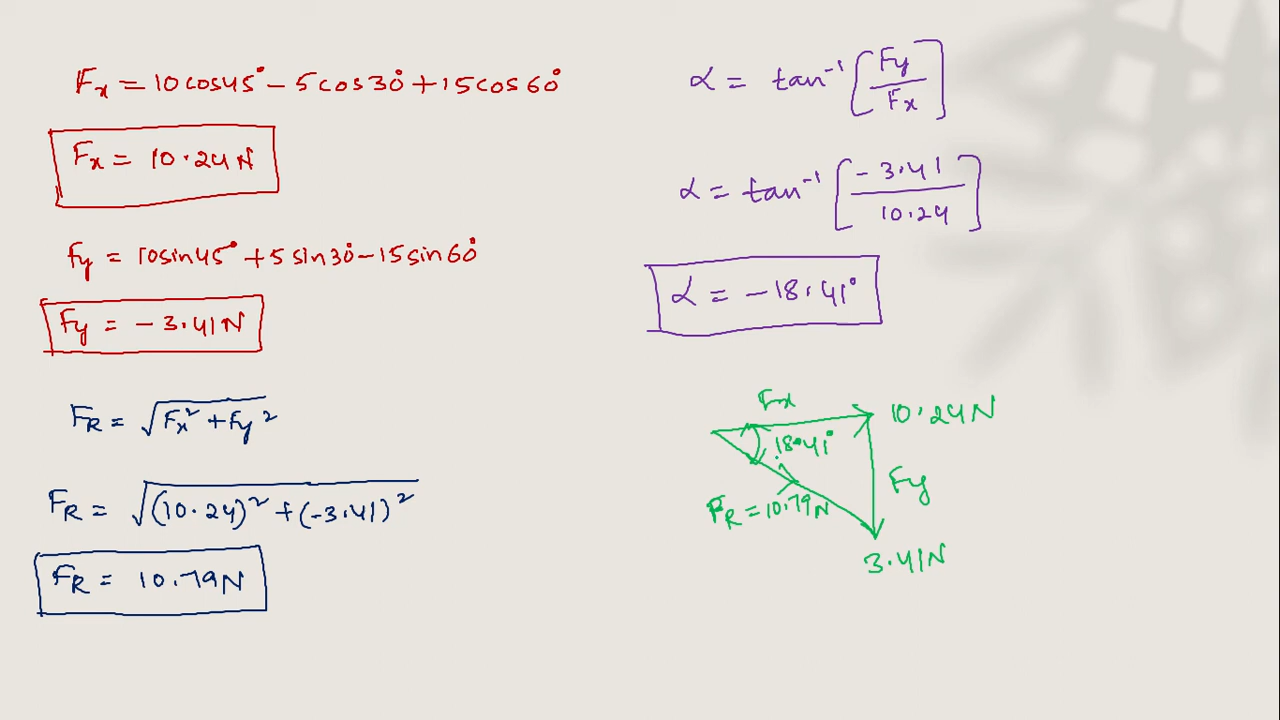 Fx = 10cos45° - 5cos30° + 15cos60°
Fx = 10.24N
Fy = 10sin45° + 5sin30° - 15sin60°
Fy = -3.41N
FR = √(Fx² + Fy²)
FR = √((10.24)² + (-3.41)²)
FR = 10.79N
α = tan⁻¹[Fy/Fx]
α = tan⁻¹[-3.41/10.24]
α = -18.41°
Fx
10.24N
18.41°
Fy
FR = 10.79N
3.41N